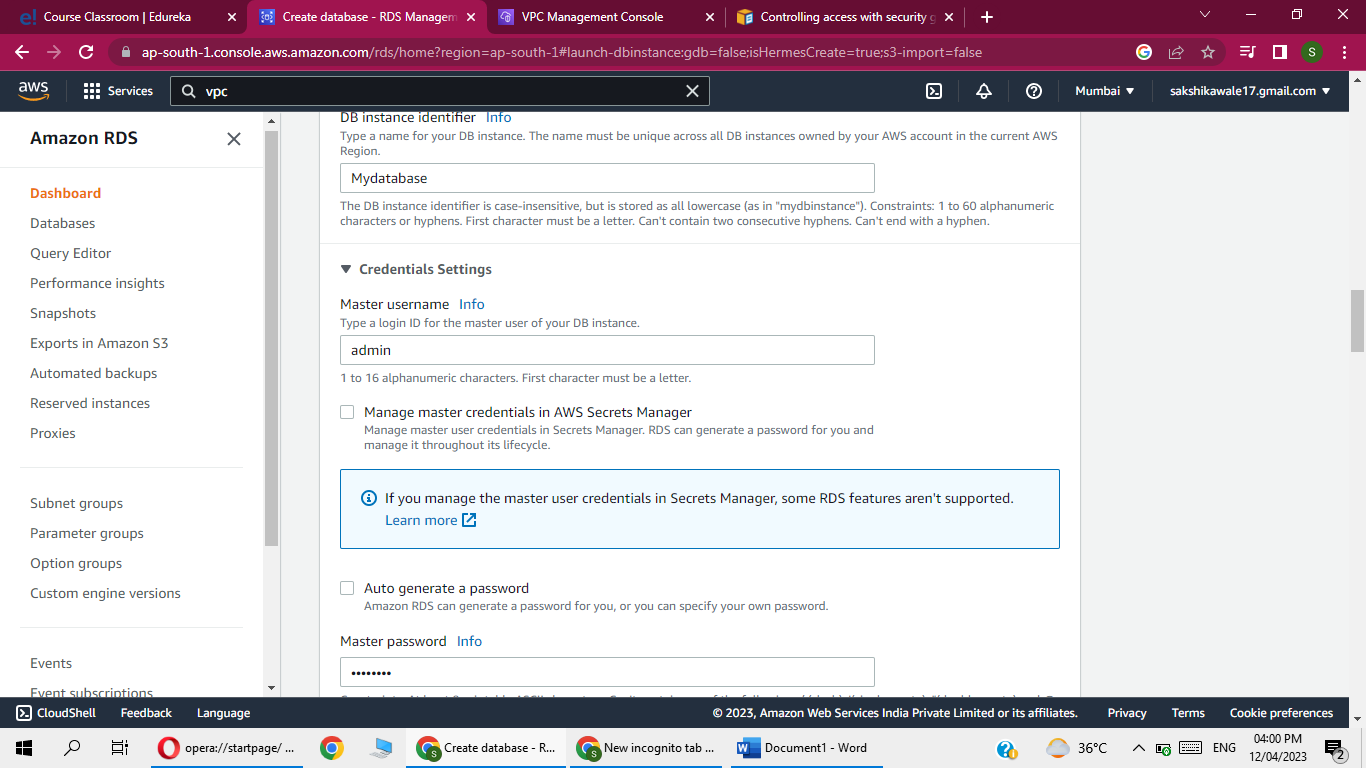 Course Classroom | Edureka
Create database - RDS Managem
VPC Management Console
Controlling access with security g
ap-south-1.console.aws.amazon.com/rds/home?region=ap-south-1#launch-dbinstance:gdb=false;isHermesCreate=true;s3-import=false
S
aws
Services
vpc
Mumbai
sakshikawale17.gmail.com
Amazon RDS
Dashboard
Databases
Query Editor
Performance insights
Snapshots
Exports in Amazon S3
Automated backups
Reserved instances
Proxies
Subnet groups
Parameter groups
Option groups
Custom engine versions
Events
Event subscriptions
DB instance identifier Info
Type a name for your DB instance. The name must be unique across all DB instances owned by your AWS account in the current AWS
Region.
Mydatabase
The DB instance identifier is case-insensitive, but is stored as all lowercase (as in "mydbinstance"). Constraints: 1 to 60 alphanumeric
characters or hyphens. First character must be a letter. Can't contain two consecutive hyphens. Can't end with a hyphen.
Credentials Settings
Master username Info
Type a login ID for the master user of your DB instance.
admin
1 to 16 alphanumeric characters. First character must be a letter.
Manage master credentials in AWS Secrets Manager
Manage master user credentials in Secrets Manager. RDS can generate a password for you and
manage it throughout its lifecycle.
If you manage the master user credentials in Secrets Manager, some RDS features aren't supported.
Learn more
Auto generate a password
Amazon RDS can generate a password for you, or you can specify your own password.
Master password Info
••••••••
CloudShell
Feedback
Language
© 2023, Amazon Web Services India Private Limited or its affiliates.
Privacy
Terms
Cookie preferences
opera://startpage/ ...
Create database - R...
New incognito tab ...
Document1 - Word
36°C
ENG
04:00 PM
12/04/2023
2